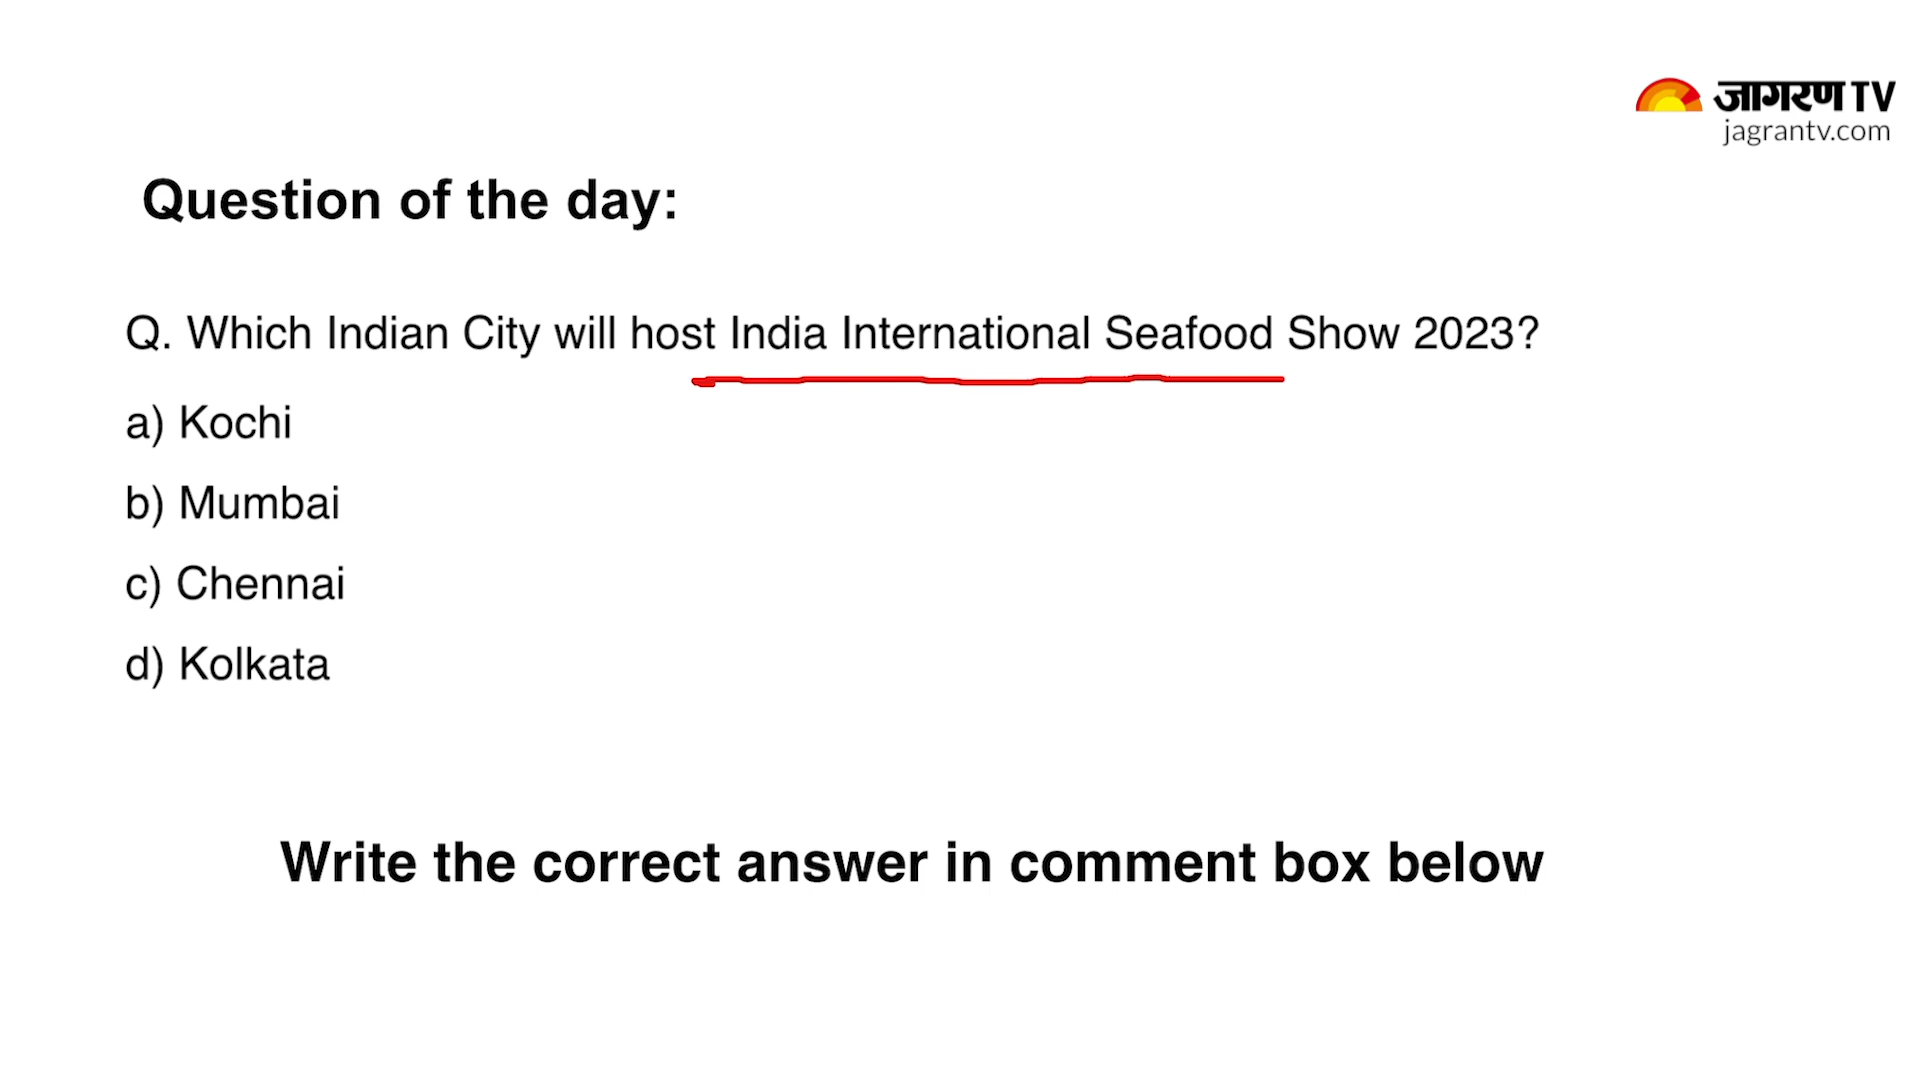 जागरण TV
jagrantv.com
Question of the day:
Q. Which Indian City will host India International Seafood Show 2023?
a) Kochi
b) Mumbai
c) Chennai
d) Kolkata
Write the correct answer in comment box below